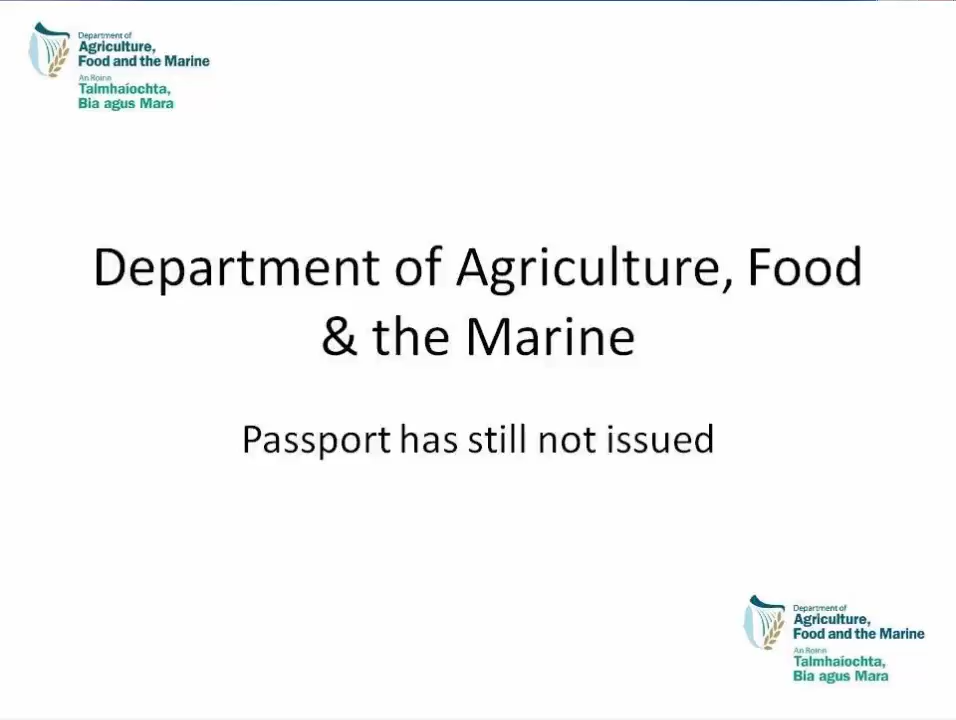 Department of
Agriculture,
Food and the Marine
An Roinn
Talmhaíochta,
Bia agus Mara
Department of Agriculture, Food
& the Marine
Passport has still not issued
Department of
Agriculture,
Food and the Marine
An Roinn
Talmhaíochta,
Bia agus Mara